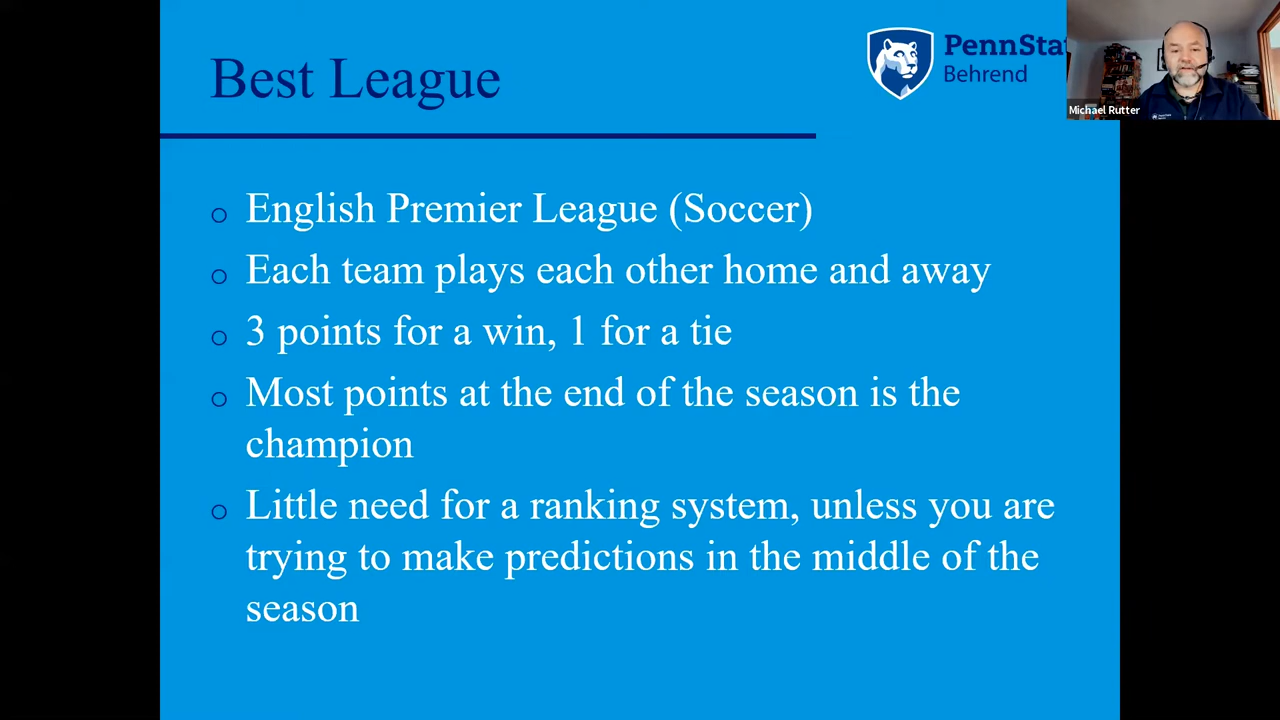 Best League
PennSta
Behrend
Michael Rutter
English Premier League (Soccer)
Each team plays each other home and away
3 points for a win, 1 for a tie
Most points at the end of the season is the
champion
Little need for a ranking system, unless you are
trying to make predictions in the middle of the
season